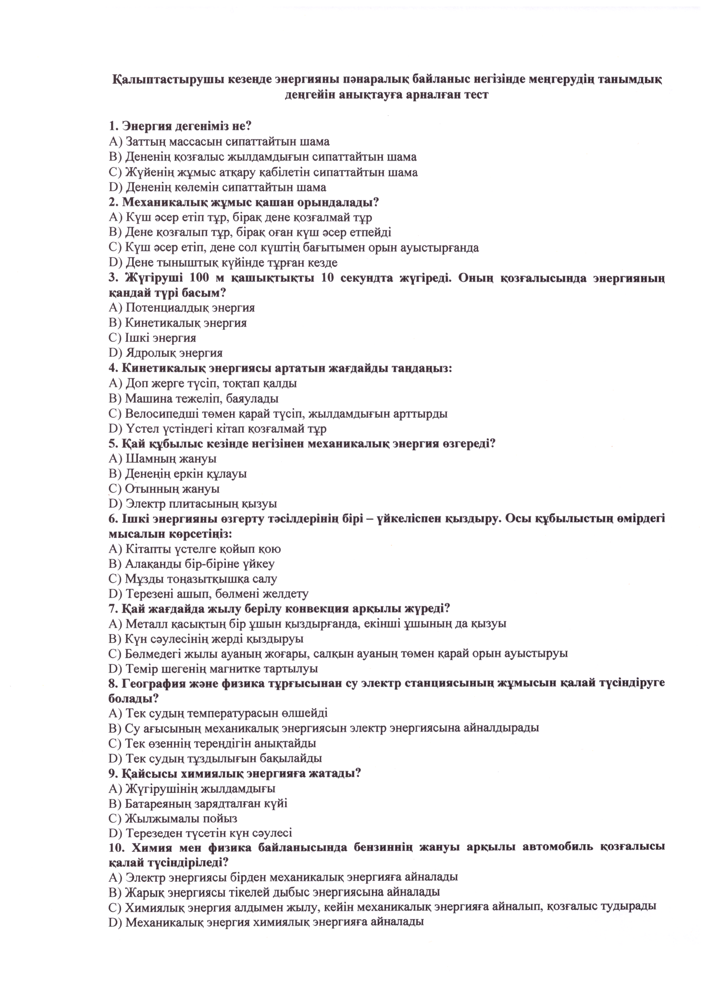 Қалыптастырушы кезеңде энергияны пәнаралық байланыс негізінде меңгерудің танымдық
деңгейін анықтауға арналған тест
1. Энергия дегеніміз не?
A) Заттың массасын сипаттайтын шама
B) Дененің қозғалыс жылдамдығын сипаттайтын шама
C) Жүйенің жұмыс атқару қабілетін сипаттайтын шама
D) Дененің көлемін сипаттайтын шама
2. Механикалық жұмыс қашан орындалады?
A) Күш әсер етіп тұр, бірақ дене қозғалмай тұр
B) Дене қозғалып тұр, бірақ оған күш әсер етпейді
C) Күш әсер етіп, дене сол күштің бағытымен орын ауыстырғанда
D) Дене тыныштық күйінде тұрған кезде
3. Жүгіруші 100 м қашықтықты 10 секундта жүгіреді. Оның қозғалысында энергияның
қандай түрі басым?
A) Потенциалдық энергия
B) Кинетикалық энергия
C) Ішкі энергия
D) Ядролық энергия
4. Кинетикалық энергиясы артатын жағдайды таңдаңыз:
A) Доп жерге түсіп, тоқтап қалды
B) Машина тежеліп, баяулады
C) Велосипедші төмен қарай түсіп, жылдамдығын арттырды
D) Үстел үстіндегі кітап қозғалмай тұр
5. Қай құбылыс кезінде негізінен механикалық энергия өзгереді?
A) Шамның жануы
B) Денеңің еркін құлауы
C) Отынның жануы
D) Электр плитасының қызуы
6. Ішкі энергияны өзгерту тәсілдерінің бірі – үйкеліспен қыздыру. Осы құбылыстың өмірдегі
мысалын көрсетіңіз:
A) Кітапты үстелге қойып қою
B) Алақанды бір-біріне үйкеу
C) Мұзды тоңазытқышқа салу
D) Терезені ашып, бөлмені желдету
7. Қай жағдайда жылу берілу конвекция арқылы жүреді?
A) Металл қасықтың бір ұшын қыздырғанда, екінші ұшының да қызуы
B) Күн сәулесінің жерді қыздыруы
C) Бөлмедегі жылы ауаның жоғары, салқын ауаның төмен қарай орын ауыстыруы
D) Темір шегенің магнитке тартылуы
8. География және физика тұрғысынан су электр станциясының жұмысын қалай түсіндіруге
болады?
A) Тек судың температурасын өлшейді
B) Су ағысының механикалық энергиясын электр энергиясына айналдырады
C) Тек өзеннің тереңдігін анықтайды
D) Тек судың тұздылығын бақылайды
9. Қайсысы химиялық энергияға жатады?
A) Жүгірушінің жылдамдығы
B) Батареяның зарядталған күйі
C) Жылжымалы пойыз
D) Терезеден түсетін күн сәулесі
10. Химия мен физика байланысында бензиннің жануы арқылы автомобиль қозғалысы
қалай түсіндіріледі?
A) Электр энергиясы бірден механикалық энергияға айналады
B) Жарық энергиясы тікелей дыбыс энергиясына айналады
C) Химиялық энергия алдымен жылу, кейін механикалық энергияға айналып, қозғалыс тудырады
D) Механикалық энергия химиялық энергияға айналады